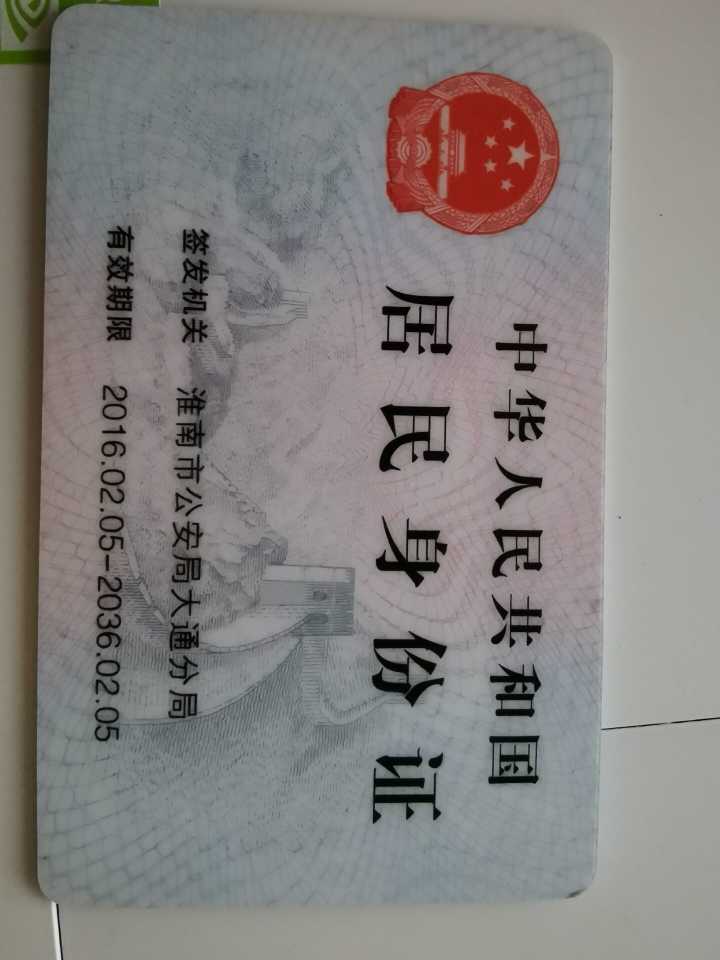 中华人民共和国
居民身份证
签发机关 淮南市公安局大通分局
有效期限 2016.02.05-2036.02.05